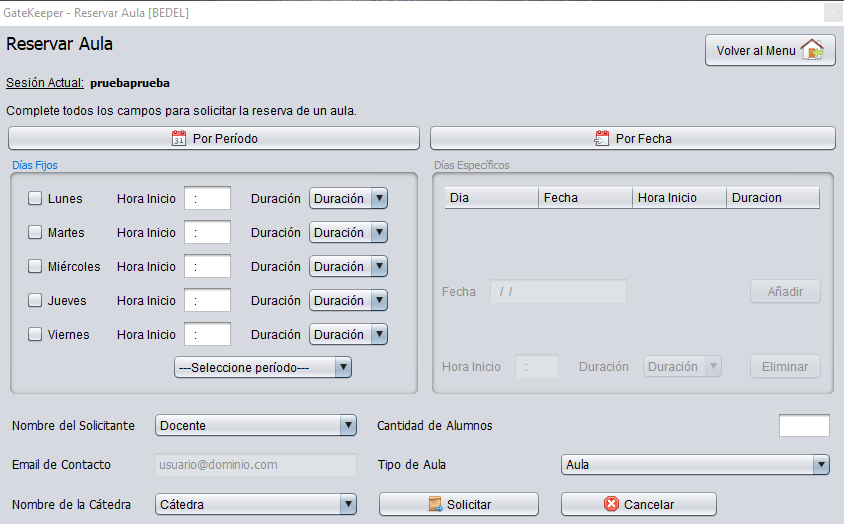 GateKeeper - Reservar Aula [BEDEL]
Reservar Aula
Volver al Menu
Sesión Actual: pruebaprueba
Complete todos los campos para solicitar la reserva de un aula.
Por Período
Por Fecha
Días Fijos
Lunes Hora Inicio : Duración Duración
Martes Hora Inicio : Duración Duración
Miércoles Hora Inicio : Duración Duración
Jueves Hora Inicio : Duración Duración
Viernes Hora Inicio : Duración Duración
---Seleccione período---
Días Específicos
Dia Fecha Hora Inicio Duracion
Fecha / / Añadir
Hora Inicio : Duración Duración Eliminar
Nombre del Solicitante Docente Cantidad de Alumnos
Email de Contacto usuario@dominio.com Tipo de Aula Aula
Nombre de la Cátedra Cátedra Solicitar Cancelar